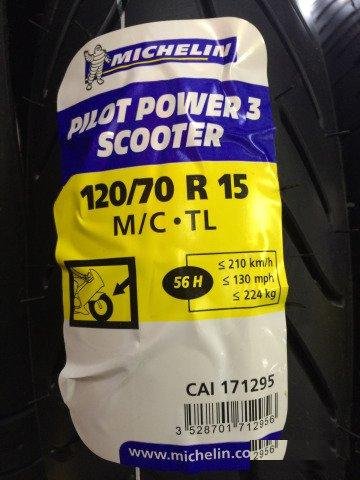 MICHELIN
PILOT POWER 3
SCOOTER
120/70 R 15
M/C • TL
56 H
≤ 210 km/h
≤ 130 mph
≤ 224 kg
CAI 171295
3 528701 712956
www.michelin.co